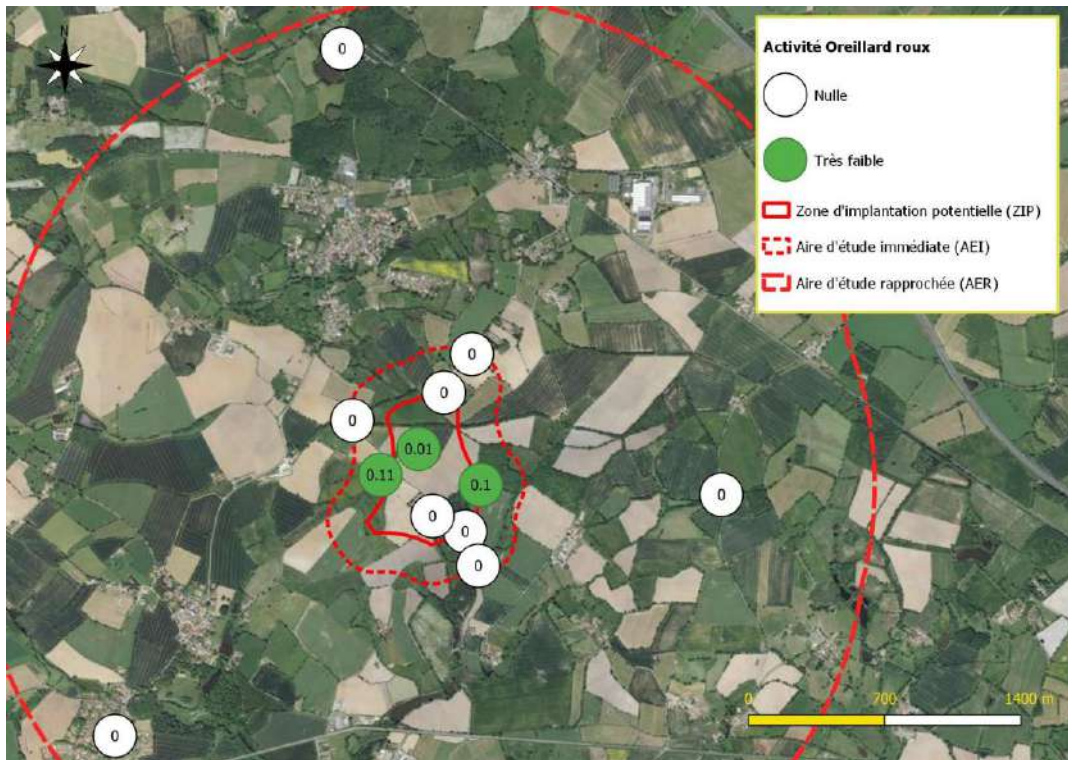 N
0
Activité Oreillard roux
Nulle
Très faible
Zone d'implantation potentielle (ZIP)
Aire d'étude immédiate (AEI)
Aire d'étude rapprochée (AER)
0
0
0
0.01
0.11
0.1
0
0
0
0
0
0 700 1400 m